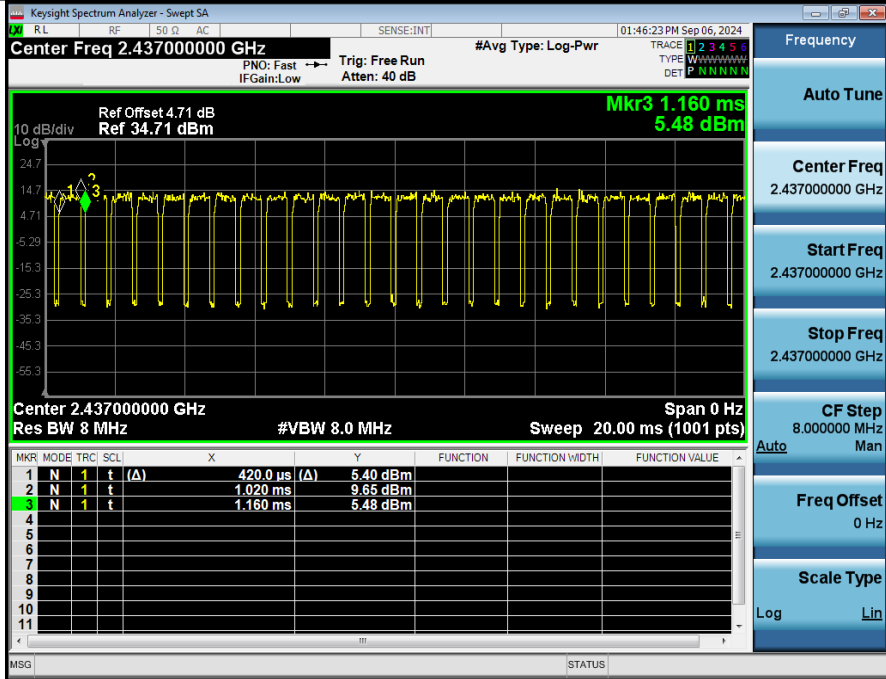 Keysight Spectrum Analyzer - Swept SA
LXI RL RF 50 Ω AC SENSE:INT 01:46:23 PM Sep 06, 2024
Center Freq 2.437000000 GHz
PNO: Fast
IFGain:Low
Trig: Free Run
Atten: 40 dB
#Avg Type: Log-Pwr
TRACE 1 2 3 4 5 6
TYPE WWWWWWW
DET P N N N N N
Ref Offset 4.71 dB
10 dB/div Ref 34.71 dBm
Log
Mkr3 1.160 ms
5.48 dBm
24.7
14.7
4.71
-5.29
-15.3
-25.3
-35.3
-45.3
-55.3
1 2 3
Center 2.437000000 GHz Span 0 Hz
Res BW 8 MHz #VBW 8.0 MHz Sweep 20.00 ms (1001 pts)
MKR MODE TRC SCL X Y FUNCTION FUNCTION WIDTH FUNCTION VALUE
1 N 1 t (Δ) 420.0 µs (Δ) 5.40 dBm
2 N 1 t 1.020 ms 9.65 dBm
3 N 1 t 1.160 ms 5.48 dBm
4
5
6
7
8
9
10
11
MSG STATUS
Frequency
Auto Tune
Center Freq
2.437000000 GHz
Start Freq
2.437000000 GHz
Stop Freq
2.437000000 GHz
CF Step
8.000000 MHz
Auto Man
Freq Offset
0 Hz
Scale Type
Log Lin